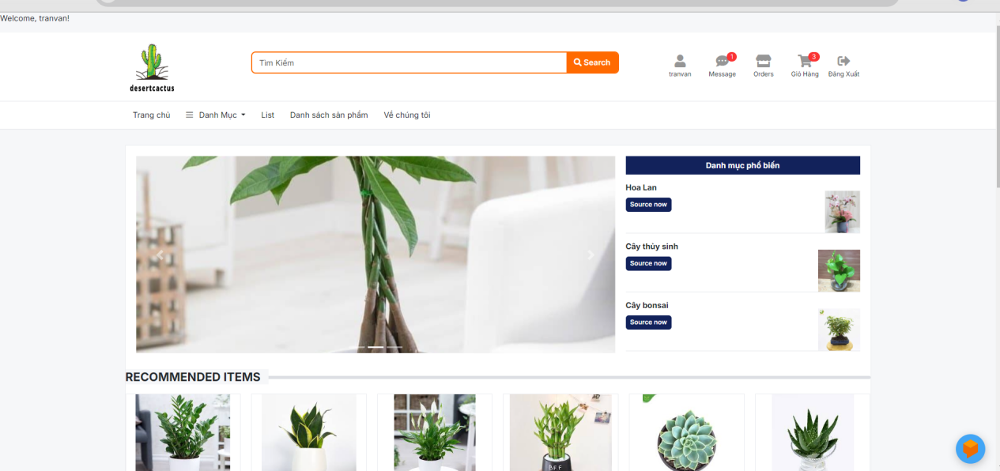 Welcome, tranvan!
desertcactus
Tìm Kiếm
Search
1
3
tranvan
Message
Orders
Giỏ Hàng
Đăng Xuất
Trang chủ
Danh Mục
List
Danh sách sản phẩm
Về chúng tôi
Danh mục phổ biến
Hoa Lan
Source now
Cây thủy sinh
Source now
Cây bonsai
Source now
RECOMMENDED ITEMS
BFF